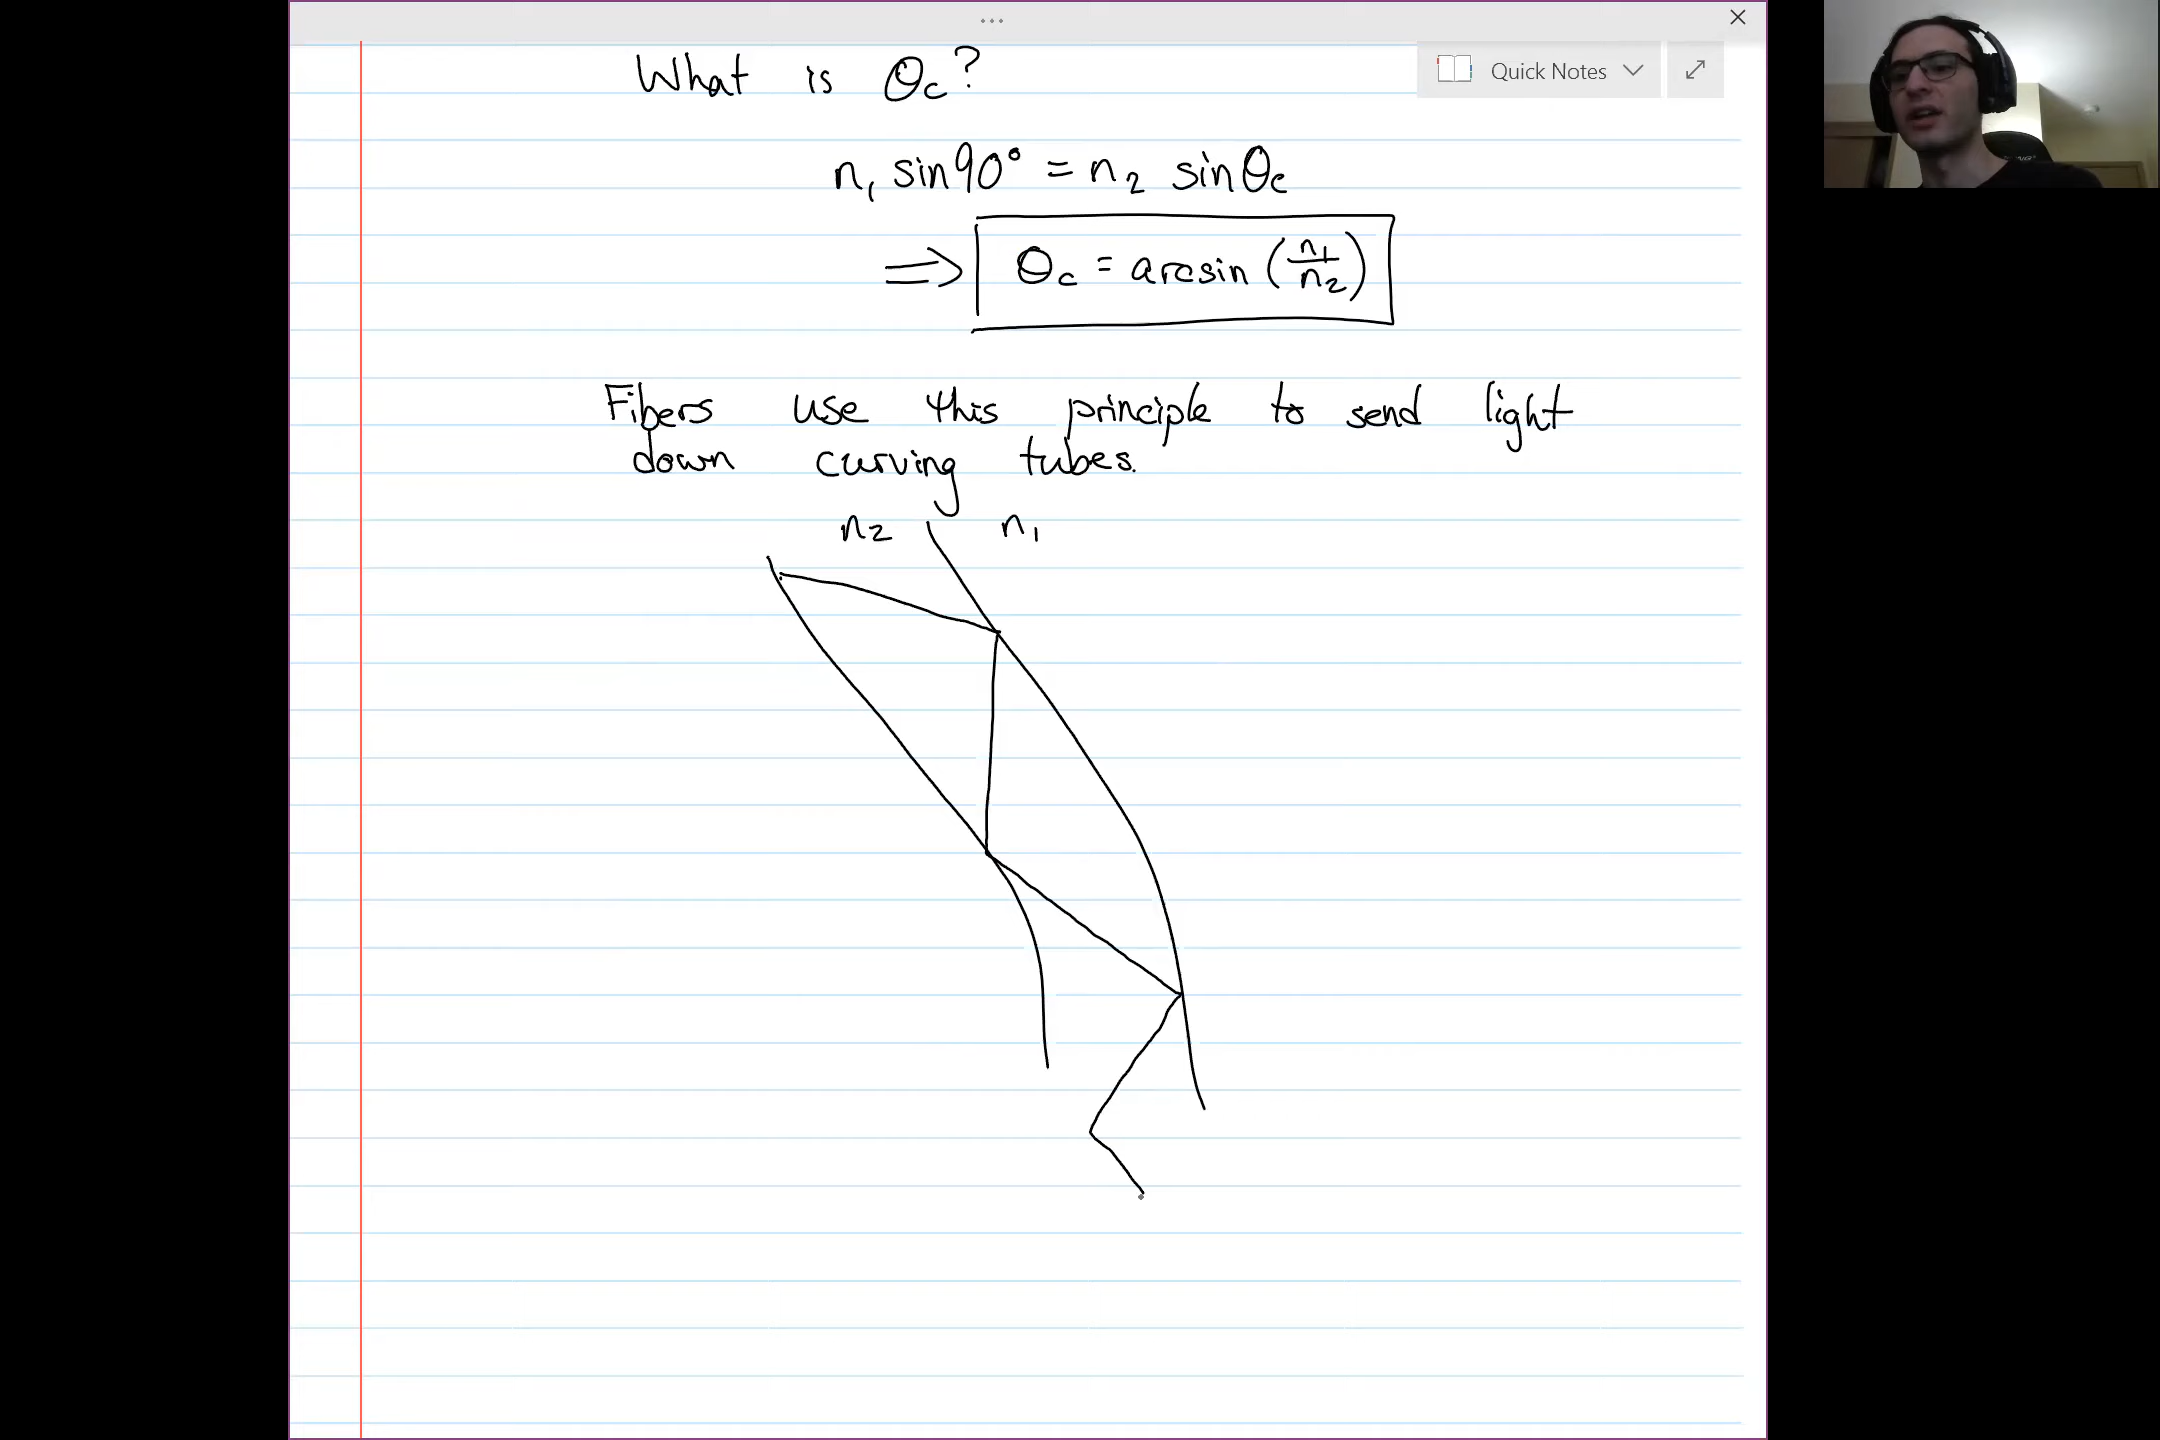 What is θc?
Quick Notes
n₁ sin90° = n₂ sinθc
⇒ θc = arcsin (n₁/n₂)
Fibers use this principle to send light
down curving tubes.
n₂ n₁